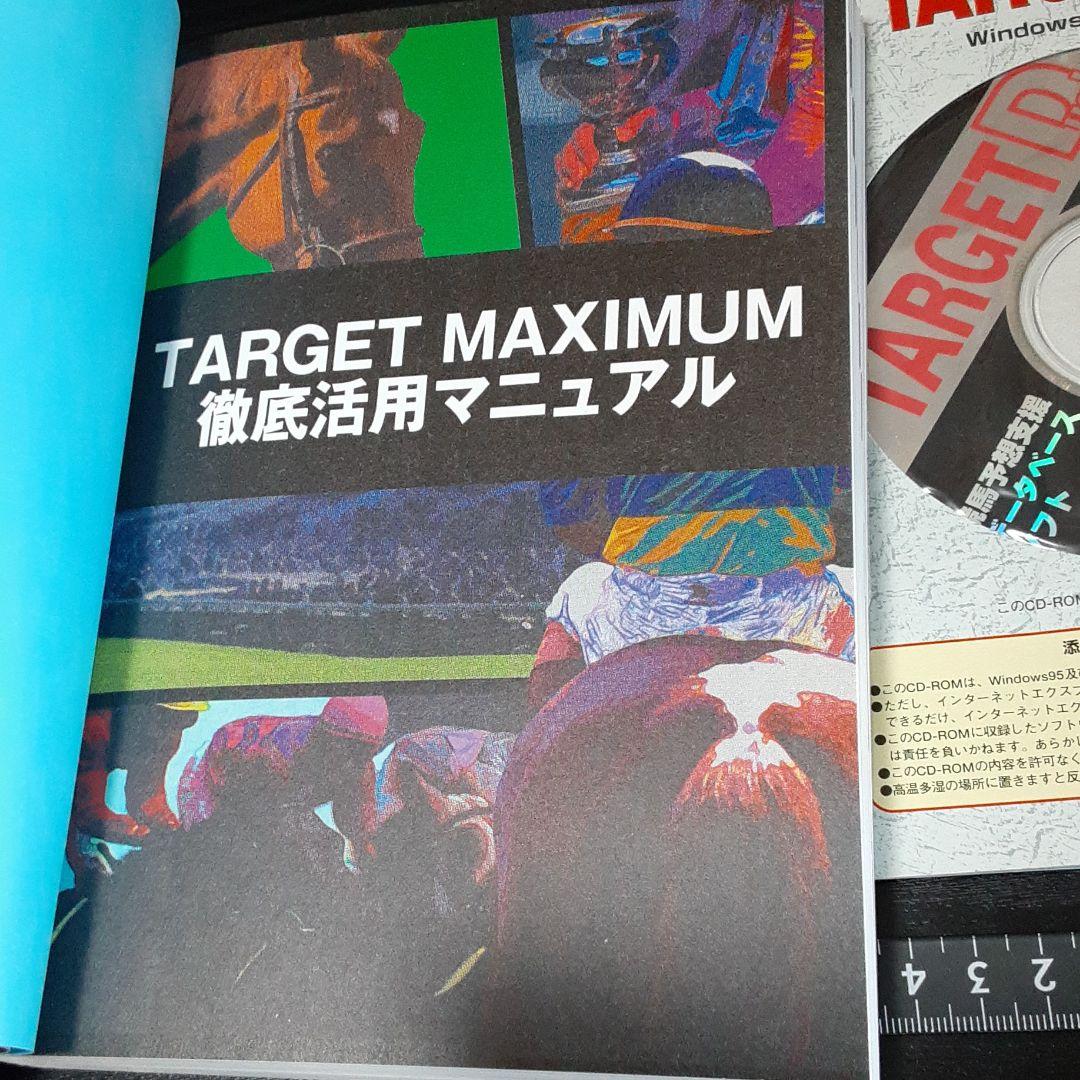 TARGET MAXIMUM
徹底活用マニュアル
Windows
TARGET
予想支援
データベース
このCD-ROM
添
●このCD-ROMは、Windows95及び
●ただし、インターネットエクスプ
できるだけ、インターネットエク
●このCD-ROMに収録したソフト
は責任を負いかねます。あらかじ
●このCD-ROMの内容を許可なく
●高温多湿の場所に置きますと反
4 3 2